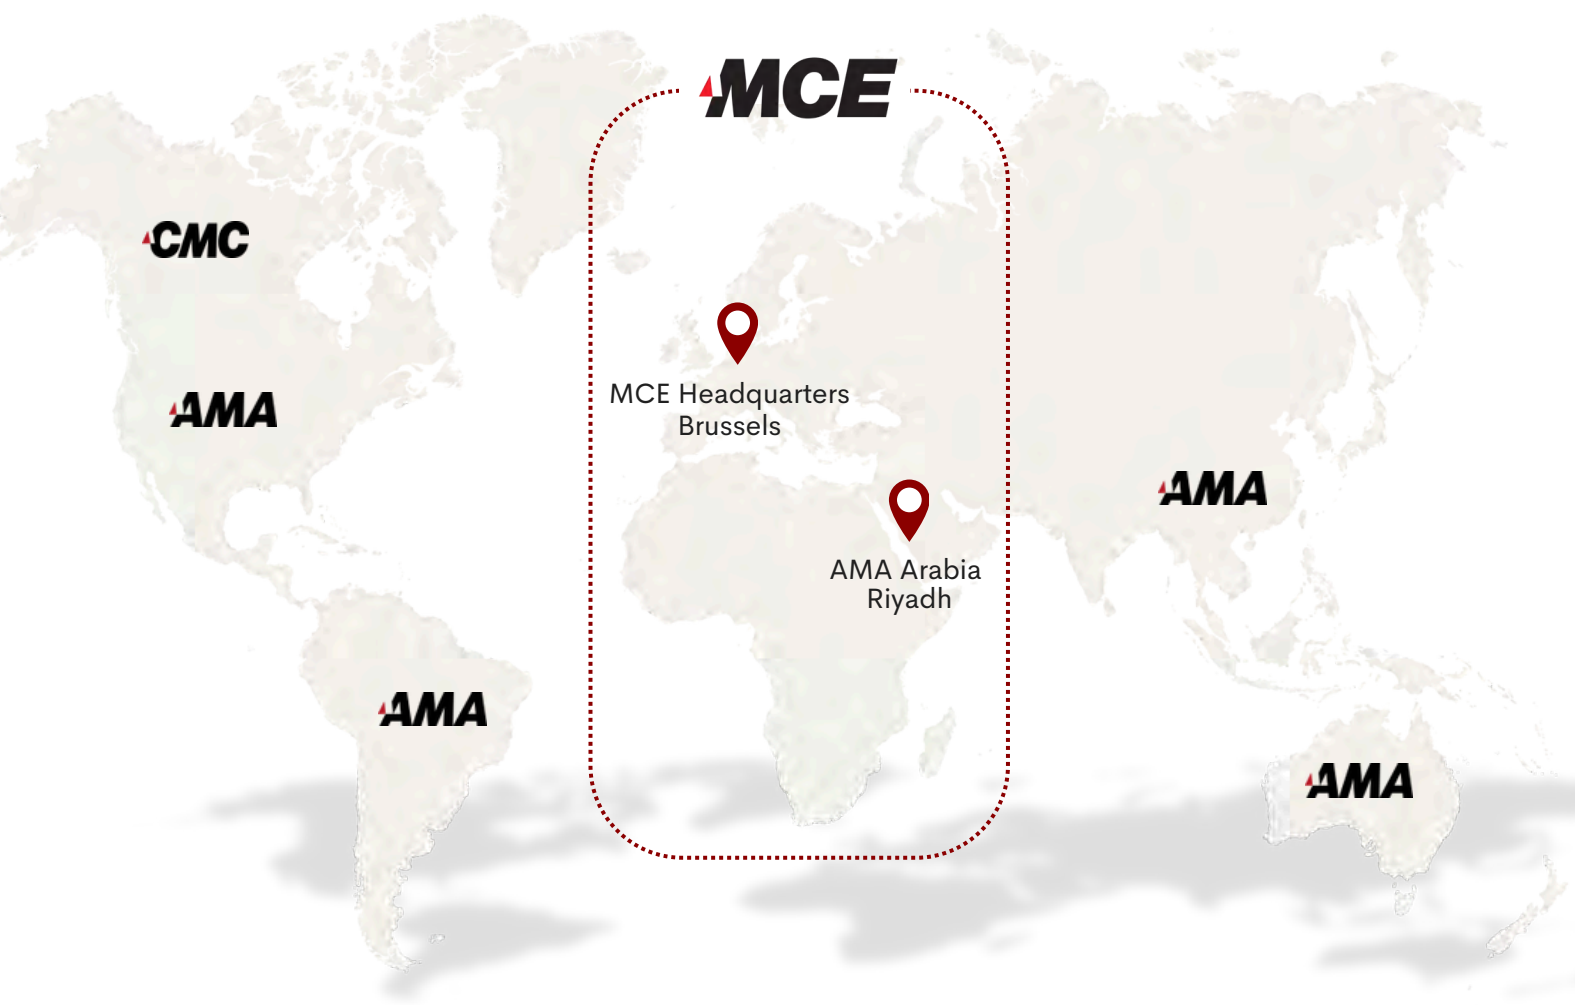 MCE
CMC
MCE Headquarters
Brussels
AMA
AMA
AMA Arabia
Riyadh
AMA
AMA